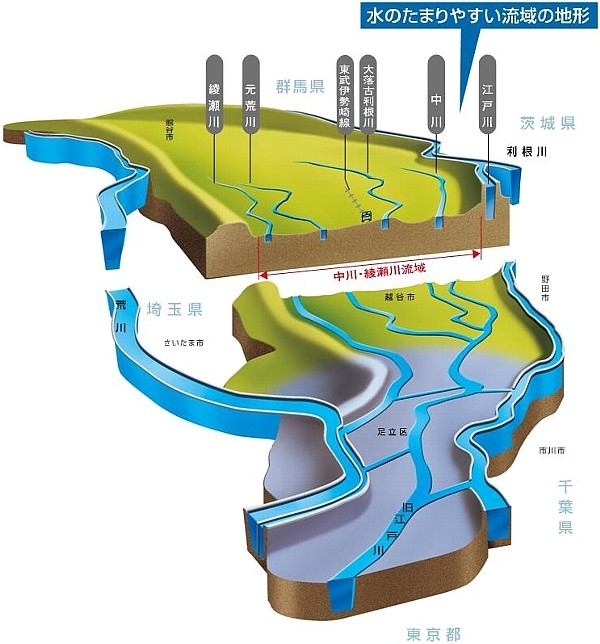 水のたまりやすい流域の地形
群馬県
茨城県
綾瀬川
元荒川
東武伊勢崎線
大落古利根川
中川
江戸川
利根川
熊谷市
中川・綾瀬川流域
野田市
越谷市
荒川
埼玉県
さいたま市
足立区
市川市
千葉県
旧江戸川
東京都